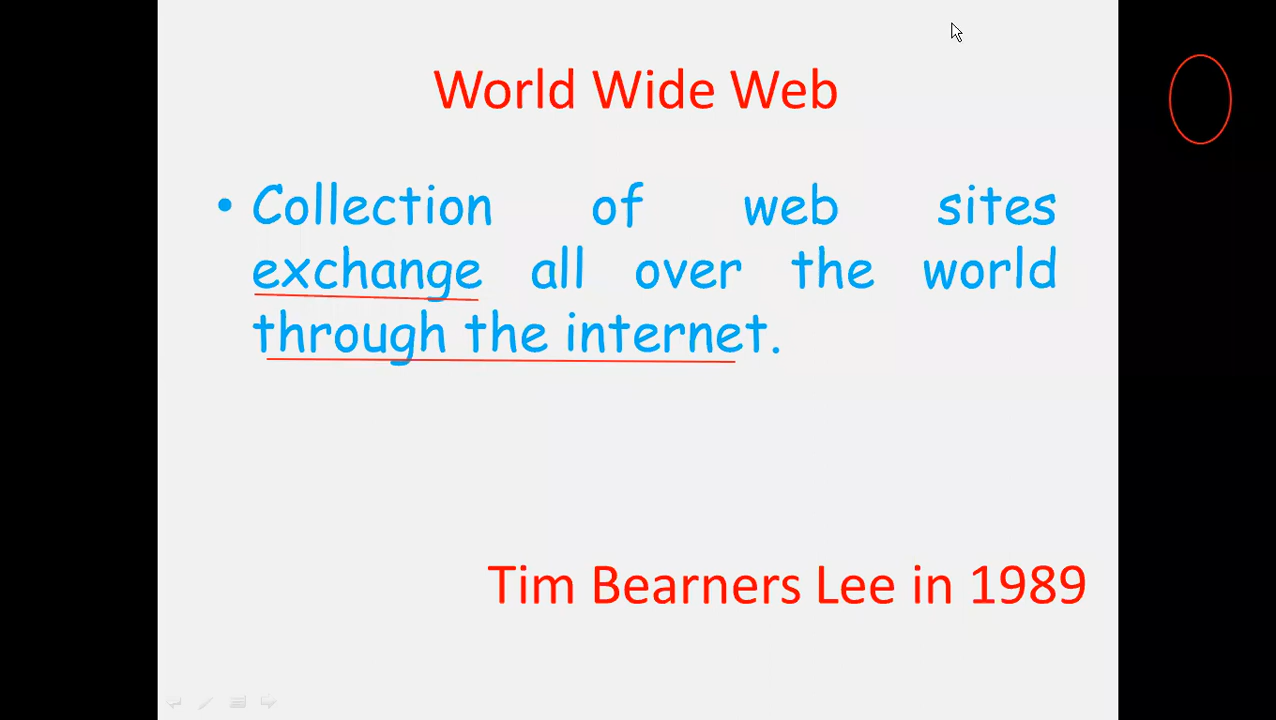 World Wide Web
• Collection of web sites
exchange all over the world
through the internet.
Tim Bearners Lee in 1989